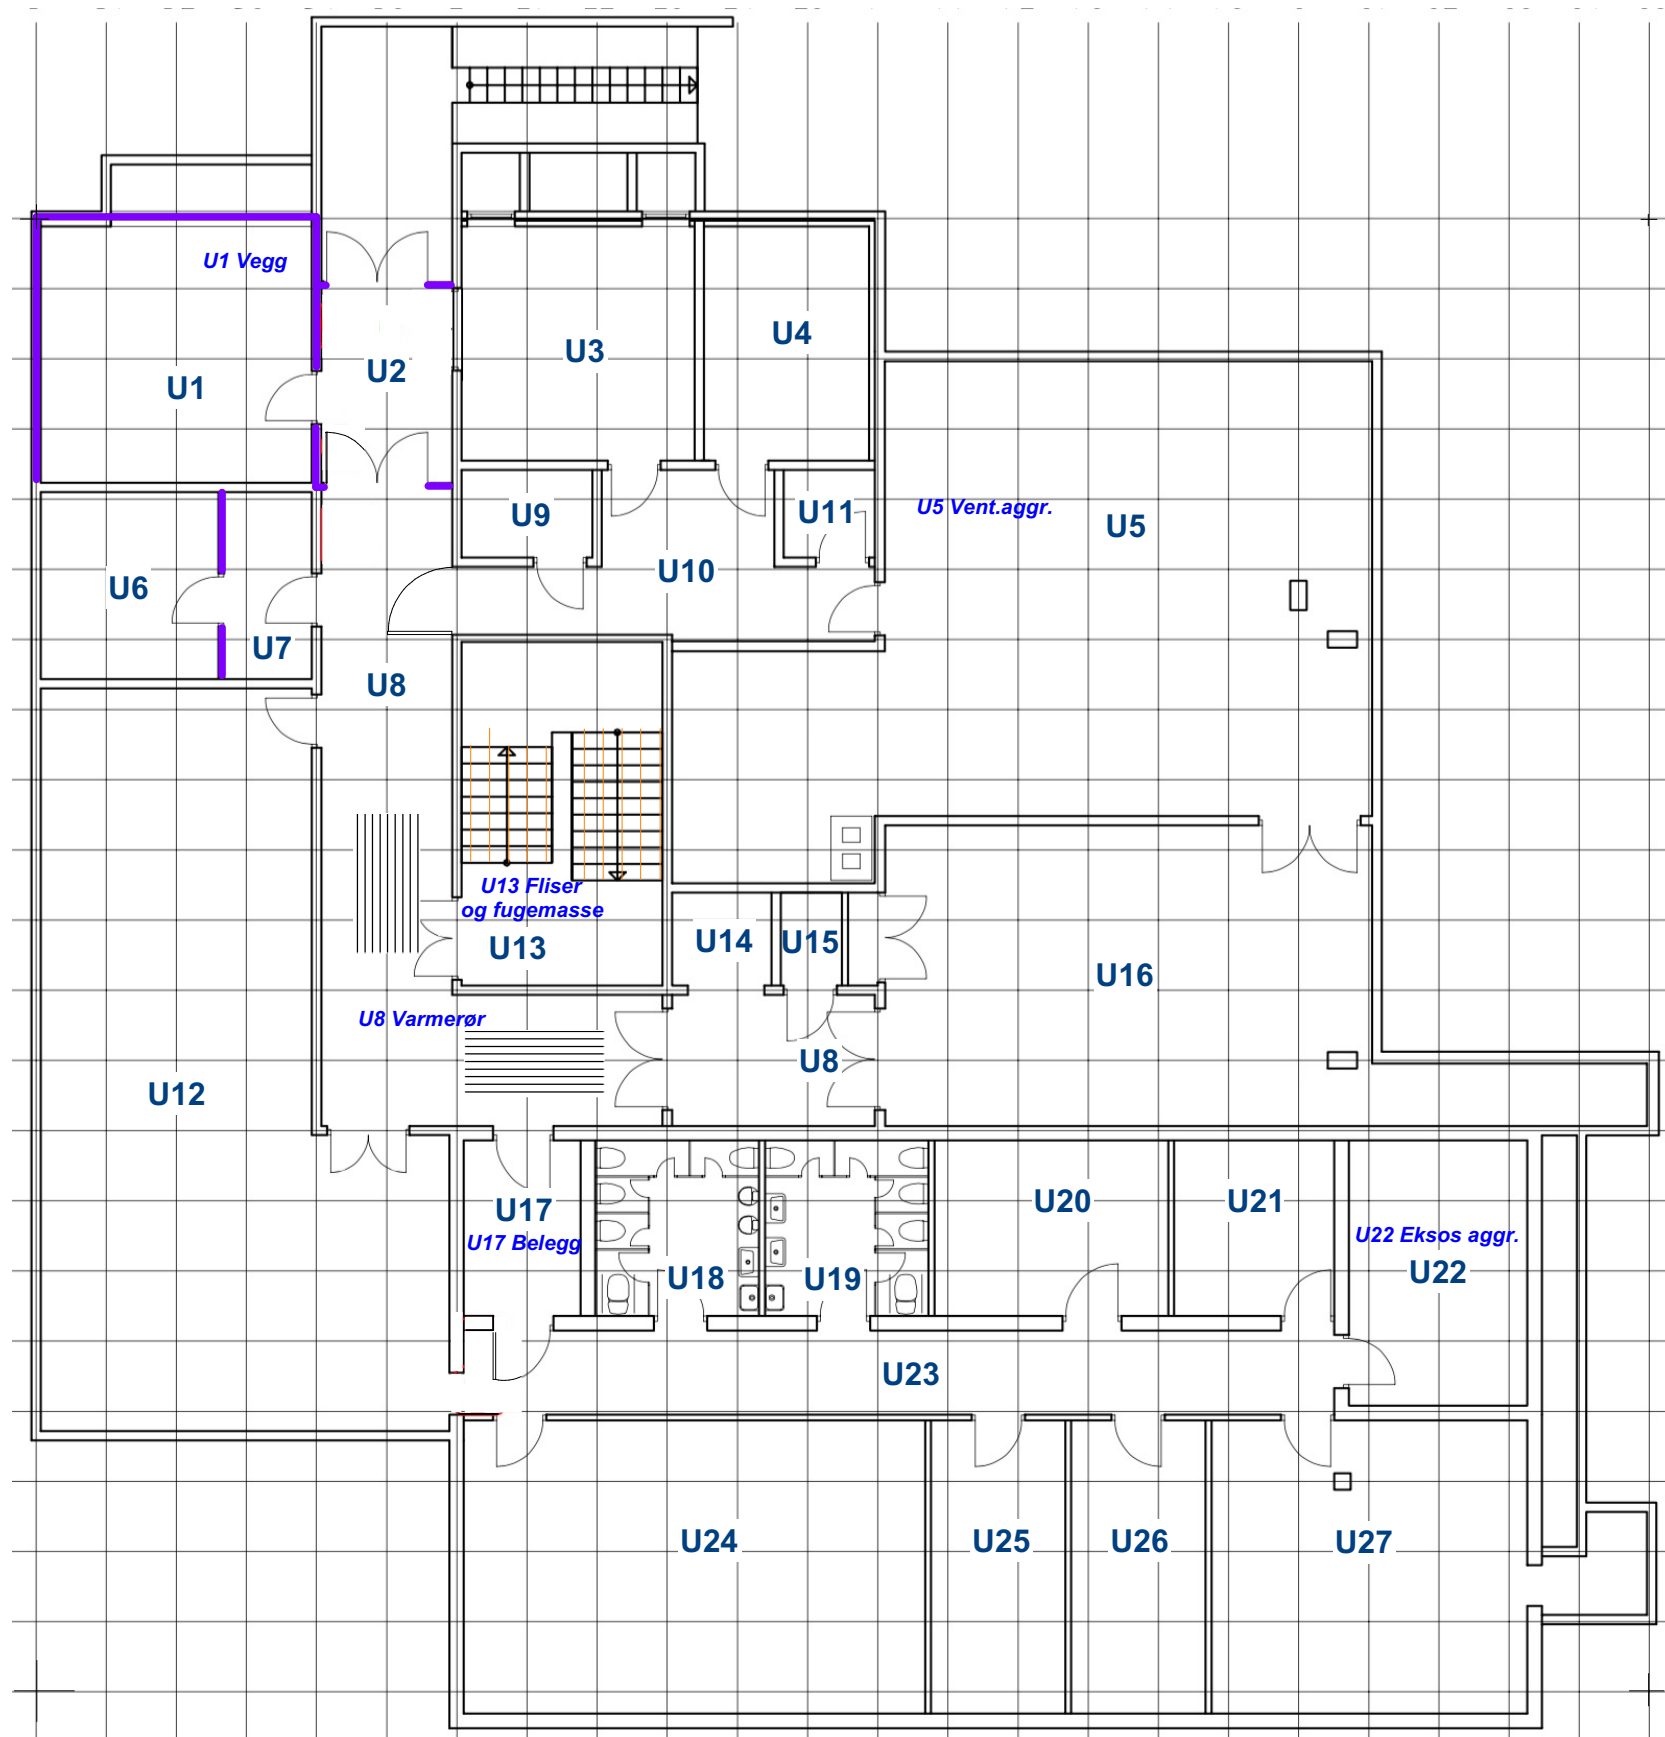 U1 Vegg
U4
U3
U2
U1
U5 Vent.aggr.
U9
U11
U5
U10
U6
U7
U8
U13 Fliser
og fugemasse
U13
U14
U15
U16
U8 Varmerør
U8
U12
U17
U20
U21
U17 Belegg
U22 Eksos aggr.
U18
U19
U22
U23
U24
U25
U26
U27